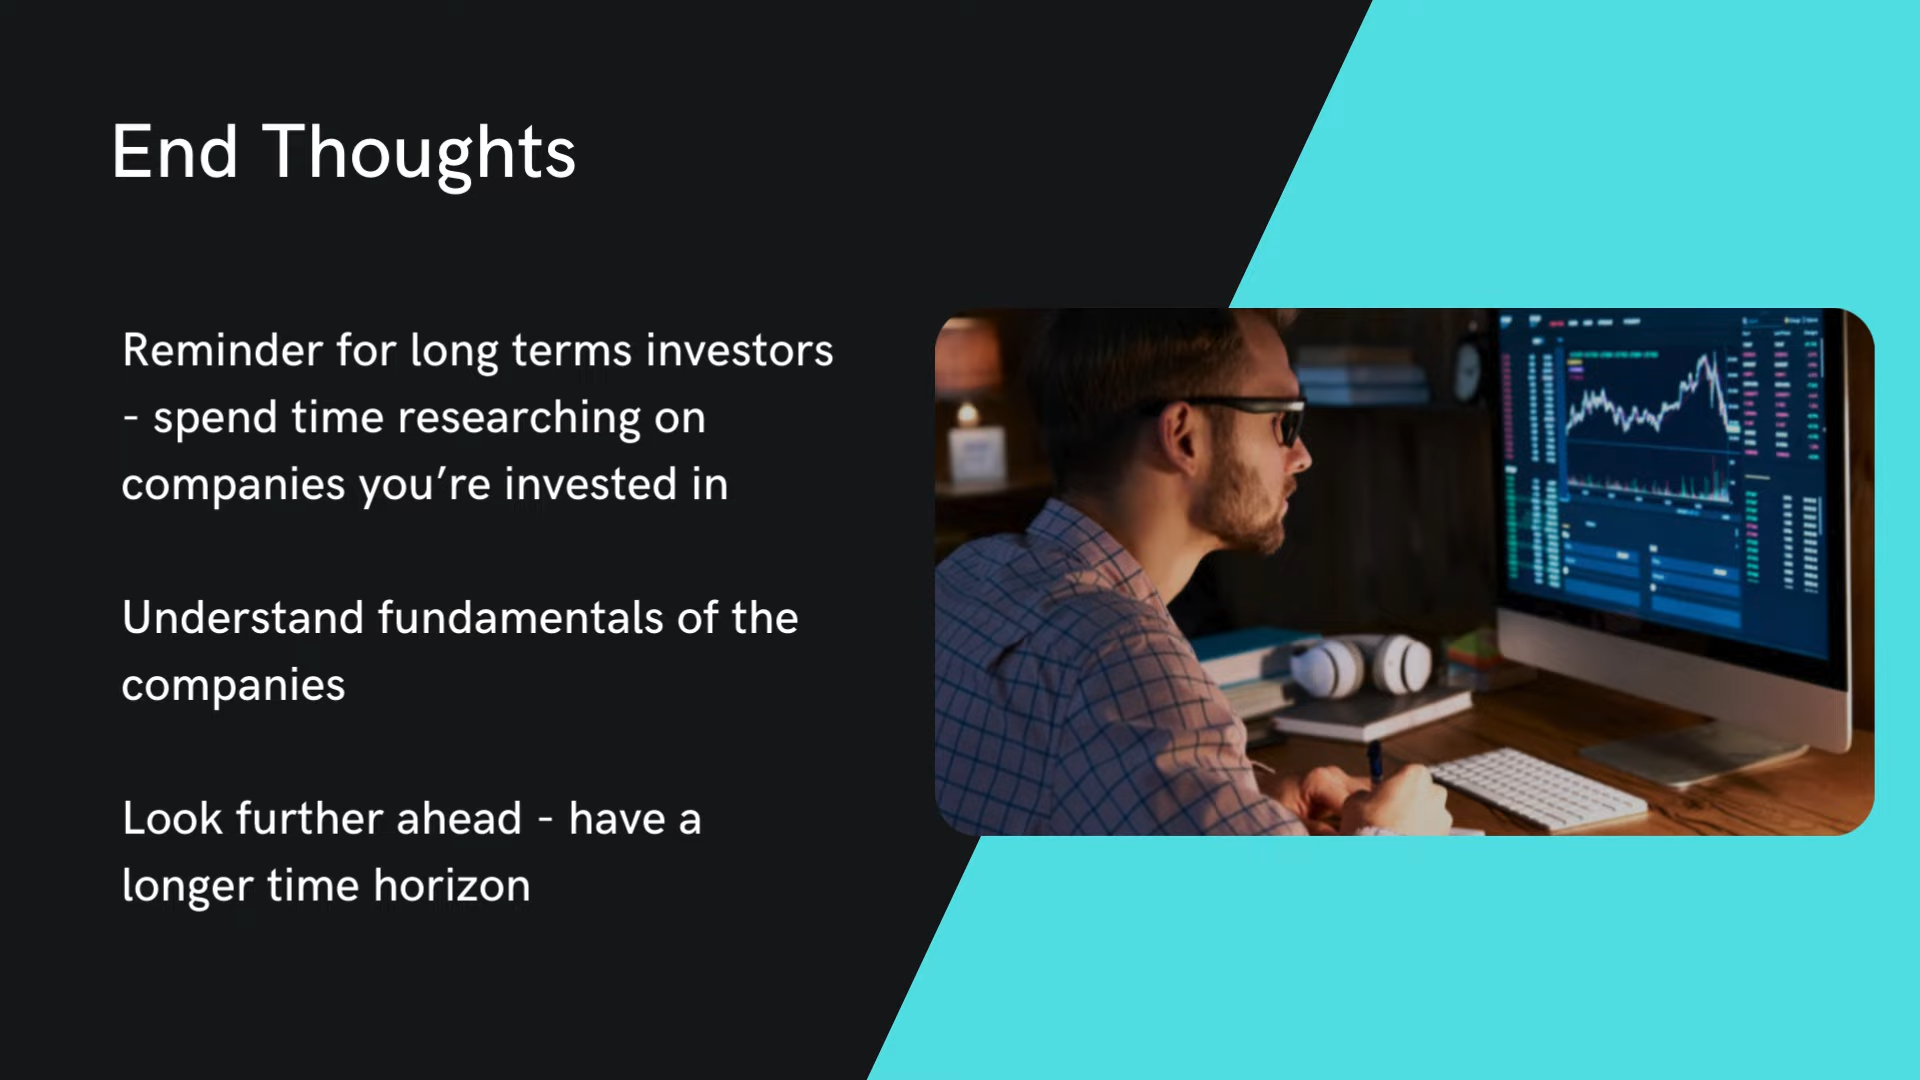 End Thoughts
Reminder for long terms investors
- spend time researching on
companies you’re invested in
Understand fundamentals of the
companies
Look further ahead - have a
longer time horizon